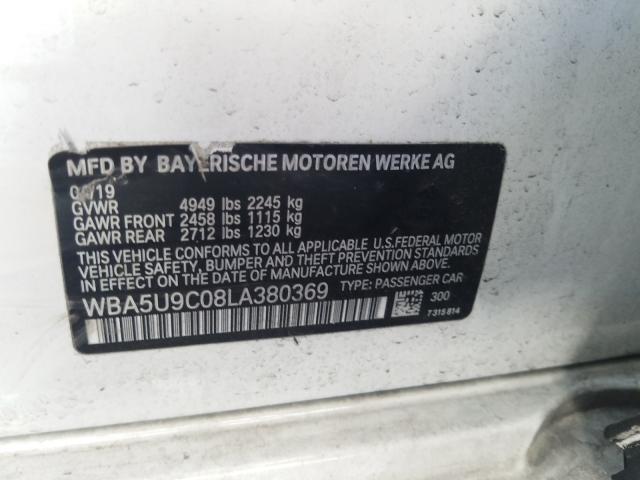 MFD BY BAYERISCHE MOTOREN WERKE AG
GVWR 4949 lbs 2245 kg
GAWR FRONT 2458 lbs 1115 kg
GAWR REAR 2712 lbs 1230 kg
THIS VEHICLE CONFORMS TO ALL APPLICABLE U.S.FEDERAL MOTOR
VEHICLE SAFETY, BUMPER AND THEFT PREVENTION STANDARDS
IN EFFECT ON THE DATE OF MANUFACTURE SHOWN ABOVE.
WBA5U9C08LA380369 TYPE: PASSENGER CAR
300
7315814